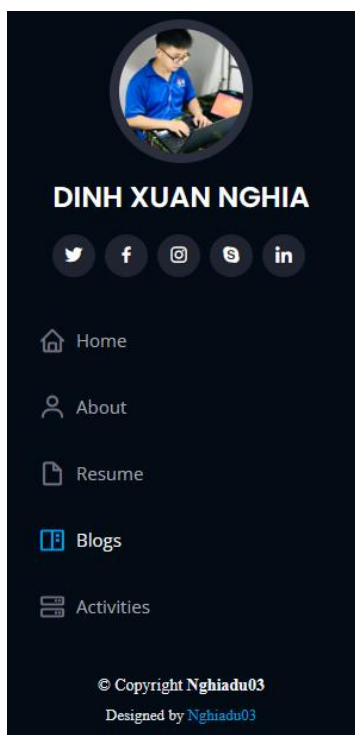 DINH XUAN NGHIA
Home
About
Resume
Blogs
Activities
© Copyright Nghiadu03
Designed by Nghiadu03